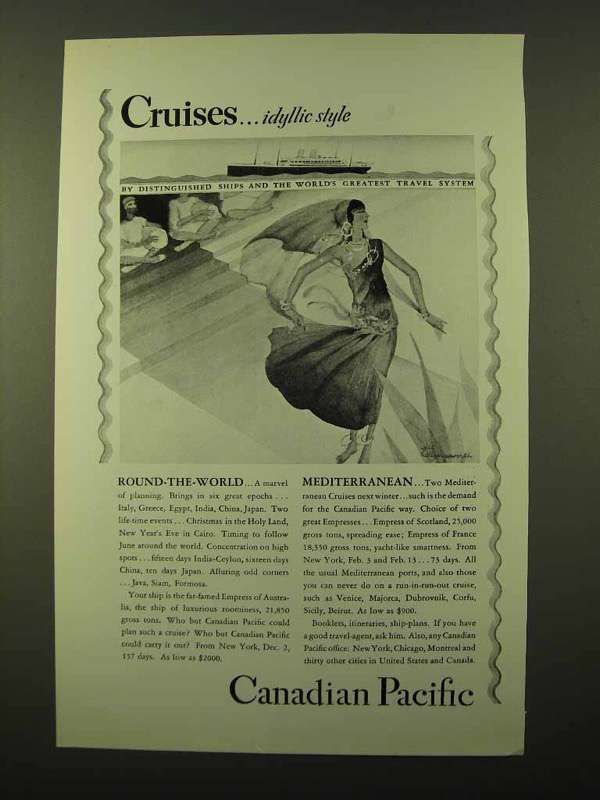 Cruises...idyllic style
BY DISTINGUISHED SHIPS AND THE WORLD'S GREATEST TRAVEL SYSTEM
ROUND-THE-WORLD...A marvel
of planning. Brings in six great epochs...
Italy, Greece, Egypt, India, China, Japan. Two
life-time events...Christmas in the Holy Land,
New Year's Eve in Cairo. Timing to follow
June around the world. Concentration on high
spots...fifteen days India-Ceylon, sixteen days
China, ten days Japan. Alluring odd corners
...Java, Siam, Formosa.
Your ship is the far-famed Empress of Austra-
lia, the ship of luxurious roominess, 21,850
gross tons. Who but Canadian Pacific could
plan such a cruise? Who but Canadian Pacific
could carry it out? From New York, Dec. 2,
137 days. As low as $2000.
MEDITERRANEAN...Two Mediter-
ranean Cruises next winter...such is the demand
for the Canadian Pacific way. Choice of two
great Empresses...Empress of Scotland, 25,000
gross tons, spreading ease; Empress of France
18,350 gross tons, yacht-like smartness. From
New York, Feb. 3 and Feb. 13...73 days. All
the usual Mediterranean ports, and also those
you can never do on a run-in-run-out cruise,
such as Venice, Majorca, Dubrovnik, Corfu,
Sicily, Beirut. As low as $900.
Booklets, itineraries, ship-plans. If you have
a good travel-agent, ask him. Also, any Canadian
Pacific office: New York, Chicago, Montreal and
thirty other cities in United States and Canada.
Canadian Pacific